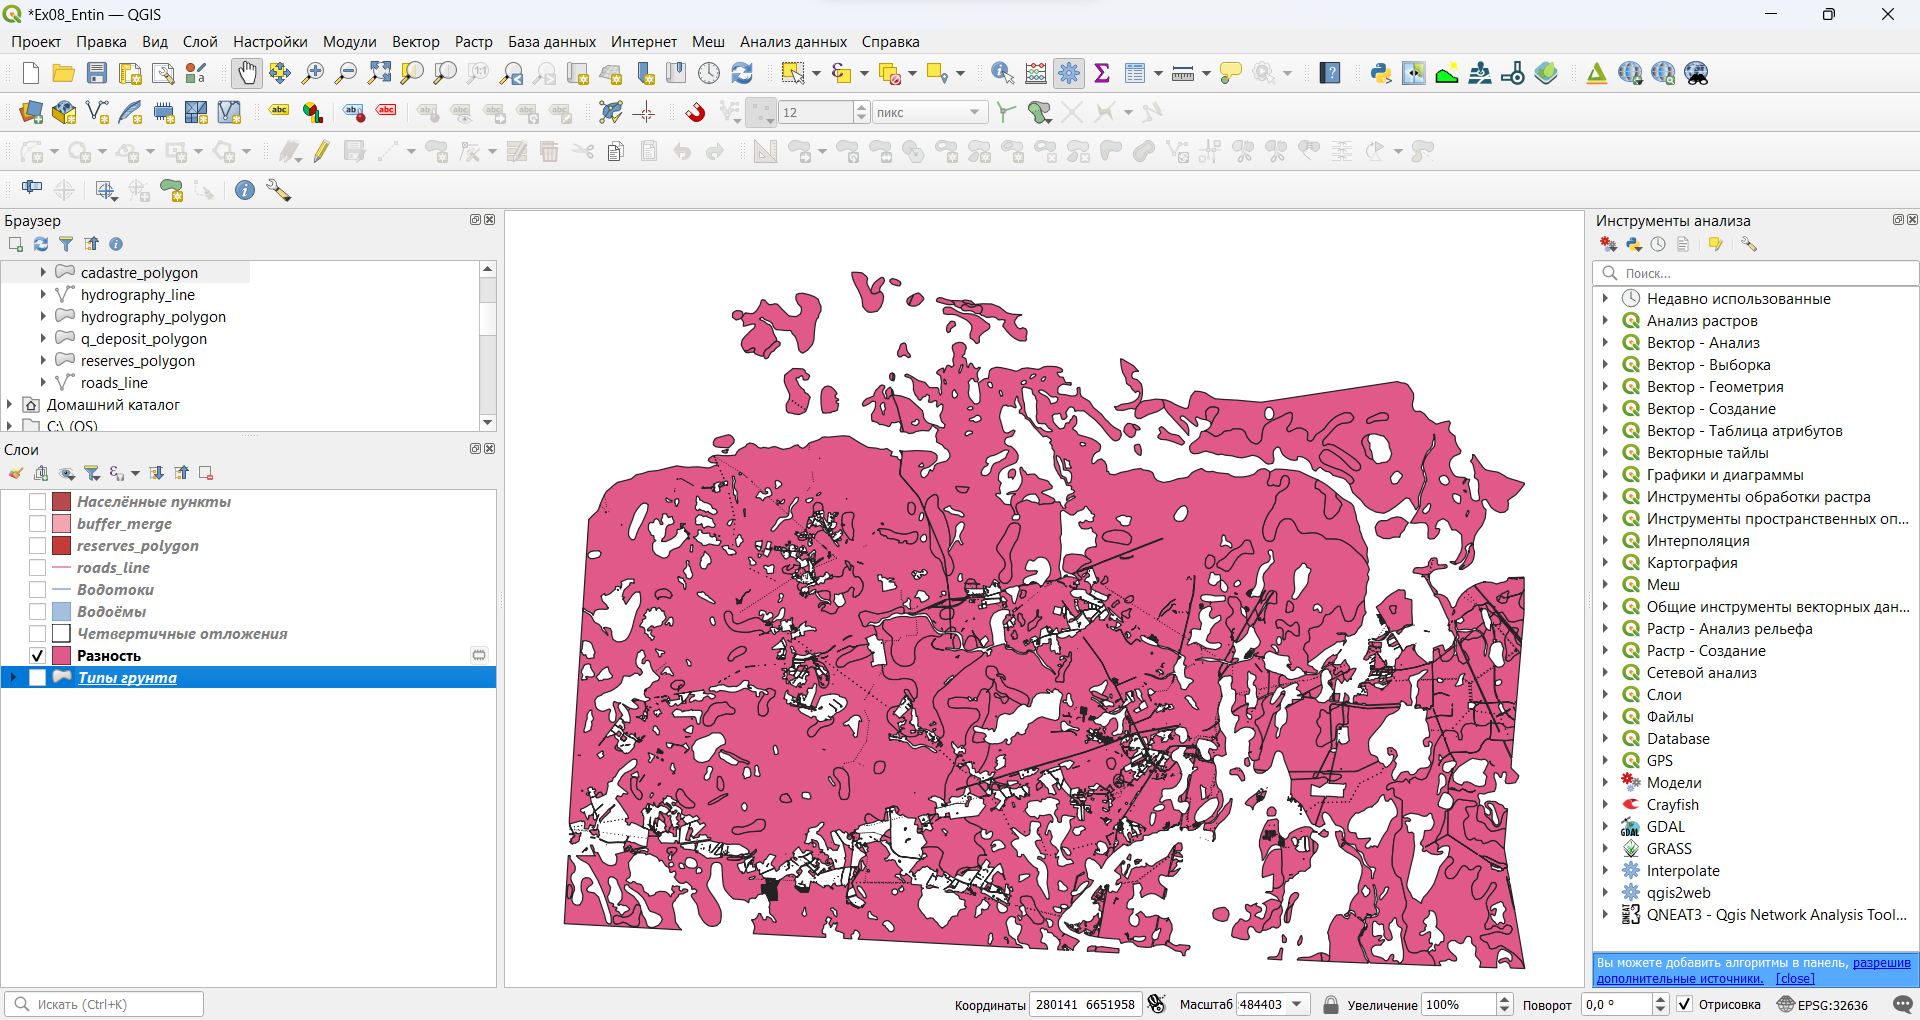 *Ex08_Entin — QGIS
Проект Правка Вид Слой Настройки Модули Вектор Растр База данных Интернет Меш Анализ данных Справка
12 пикс
Браузер
cadastre_polygon
hydrography_line
hydrography_polygon
q_deposit_polygon
reserves_polygon
roads_line
Домашний каталог
C:\ (OS)
Слои
Населённые пункты
buffer_merge
reserves_polygon
roads_line
Водотоки
Водоёмы
Четвертичные отложения
Разность
Типы грунта
Инструменты анализа
Поиск...
Недавно использованные
Анализ растров
Вектор - Анализ
Вектор - Выборка
Вектор - Геометрия
Вектор - Создание
Вектор - Таблица атрибутов
Векторные тайлы
Графики и диаграммы
Инструменты обработки растра
Инструменты пространственных оп...
Интерполяция
Картография
Меш
Общие инструменты векторных дан...
Растр - Анализ рельефа
Растр - Создание
Сетевой анализ
Слои
Файлы
Database
GPS
Модели
Crayfish
GDAL
GRASS
Interpolate
qgis2web
QNEAT3 - Qgis Network Analysis Tool...
Вы можете добавить алгоритмы в панель, разрешив
дополнительные источники. [close]
Искать (Ctrl+K)
Координаты 280141 6651958 Масштаб 484403 Увеличение 100% Поворот 0,0 ° Отрисовка EPSG:32636